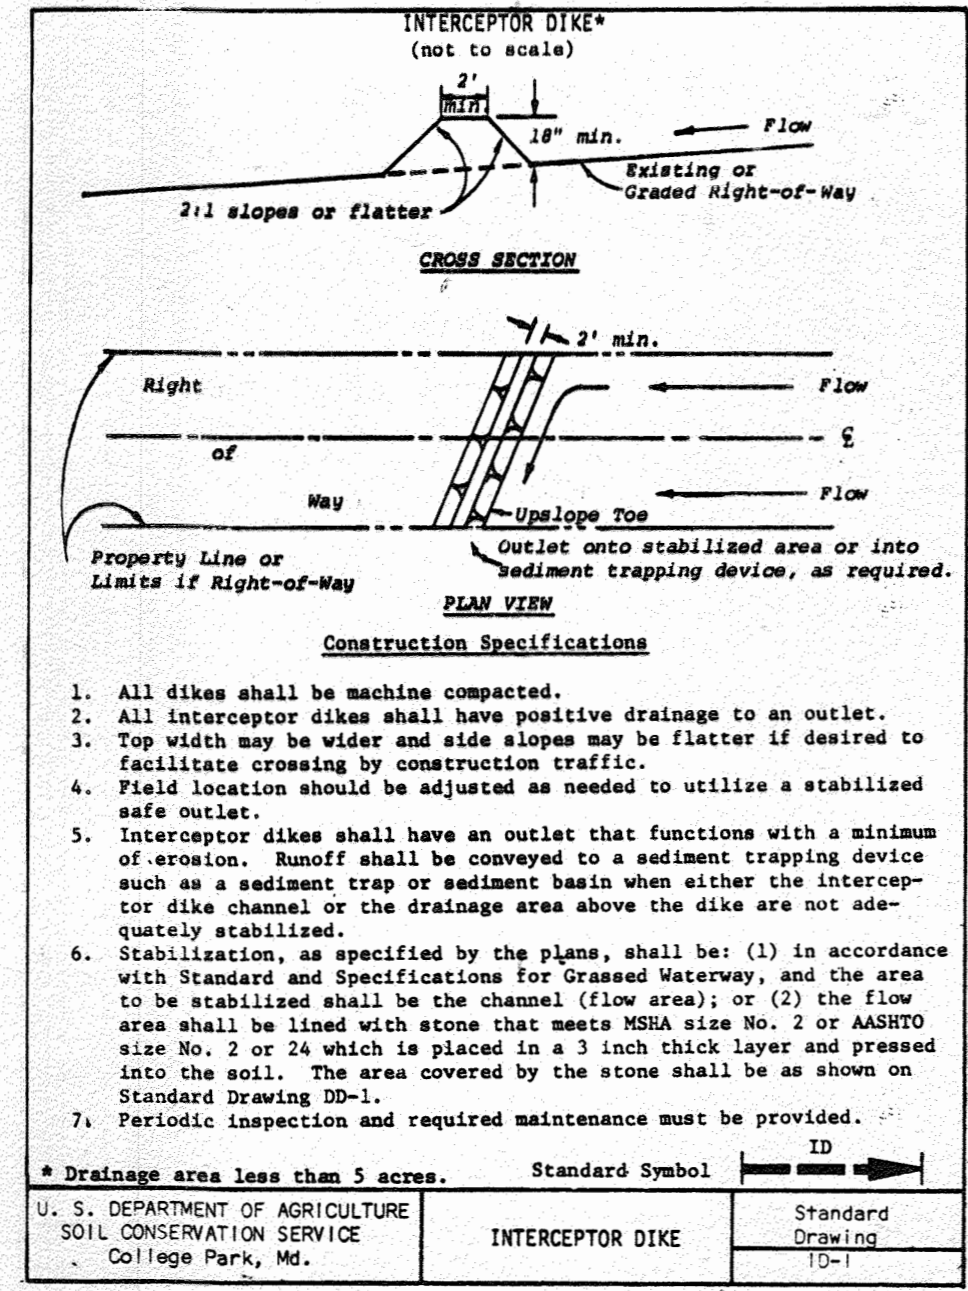 INTERCEPTOR DIKE*
(not to scale)
2'
min.
18" min.
Flow
Existing or
Graded Right-of-Way
2:1 slopes or flatter
CROSS SECTION
2' min.
Right
Flow
of
℄
Way
Flow
Upslope Toe
Property Line or
Limits if Right-of-Way
Outlet onto stabilized area or into
sediment trapping device, as required.
PLAN VIEW
Construction Specifications
1. All dikes shall be machine compacted.
2. All interceptor dikes shall have positive drainage to an outlet.
3. Top width may be wider and side slopes may be flatter if desired to
facilitate crossing by construction traffic.
4. Field location should be adjusted as needed to utilize a stabilized
safe outlet.
5. Interceptor dikes shall have an outlet that functions with a minimum
of erosion. Runoff shall be conveyed to a sediment trapping device
such as a sediment trap or sediment basin when either the intercep-
tor dike channel or the drainage area above the dike are not ade-
quately stabilized.
6. Stabilization, as specified by the plans, shall be: (1) in accordance
with Standard and Specifications for Grassed Waterway, and the area
to be stabilized shall be the channel (flow area); or (2) the flow
area shall be lined with stone that meets MSHA size No. 2 or AASHTO
size No. 2 or 24 which is placed in a 3 inch thick layer and pressed
into the soil. The area covered by the stone shall be as shown on
Standard Drawing DD-1.
7. Periodic inspection and required maintenance must be provided.
* Drainage area less than 5 acres.
Standard Symbol
ID
U. S. DEPARTMENT OF AGRICULTURE
SOIL CONSERVATION SERVICE
College Park, Md.
INTERCEPTOR DIKE
Standard
Drawing
ID-1